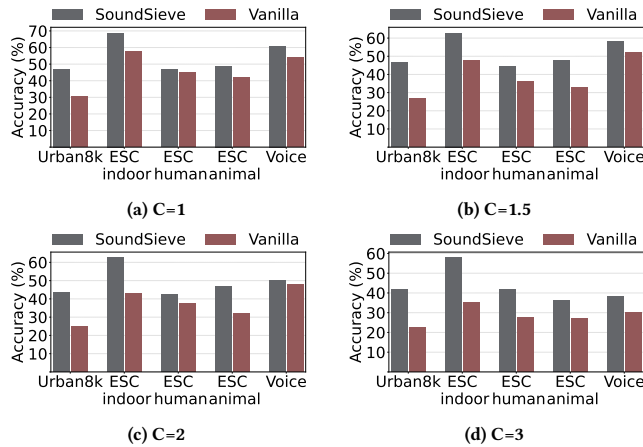 SoundSieve Vanilla
Accuracy (%)
70
60
50
40
30
20
10
Urban8k ESC ESC ESC Voice
indoor human animal
(a) C=1
SoundSieve Vanilla
Accuracy (%)
60
50
40
30
20
10
Urban8k ESC ESC ESC Voice
indoor human animal
(b) C=1.5
SoundSieve Vanilla
Accuracy (%)
60
50
40
30
20
10
Urban8k ESC ESC ESC Voice
indoor human animal
(c) C=2
SoundSieve Vanilla
Accuracy (%)
60
50
40
30
20
10
Urban8k ESC ESC ESC Voice
indoor human animal
(d) C=3